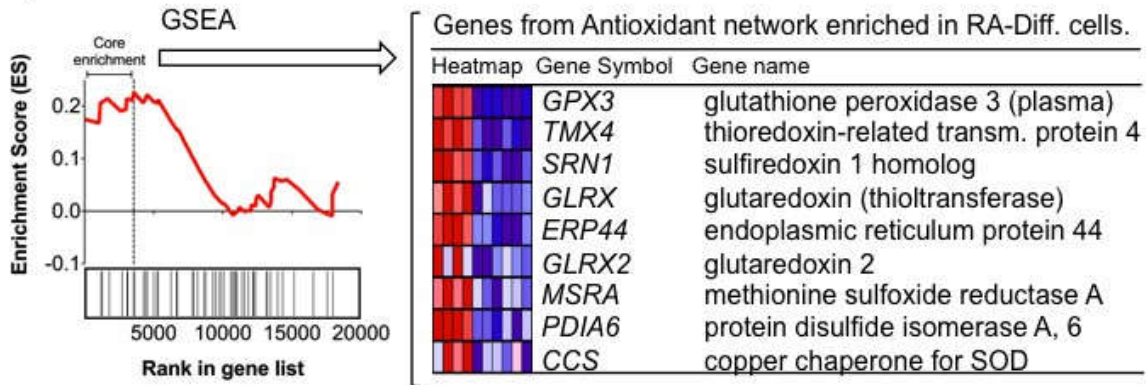 GSEA
Core
enrichment
Enrichment Score (ES)
0.2
0.1
0.0
-0.1
5000 10000 15000 20000
Rank in gene list
Genes from Antioxidant network enriched in RA-Diff. cells.
Heatmap Gene Symbol Gene name
GPX3 glutathione peroxidase 3 (plasma)
TMX4 thioredoxin-related transm. protein 4
SRN1 sulfiredoxin 1 homolog
GLRX glutaredoxin (thioltransferase)
ERP44 endoplasmic reticulum protein 44
GLRX2 glutaredoxin 2
MSRA methionine sulfoxide reductase A
PDIA6 protein disulfide isomerase A, 6
CCS copper chaperone for SOD